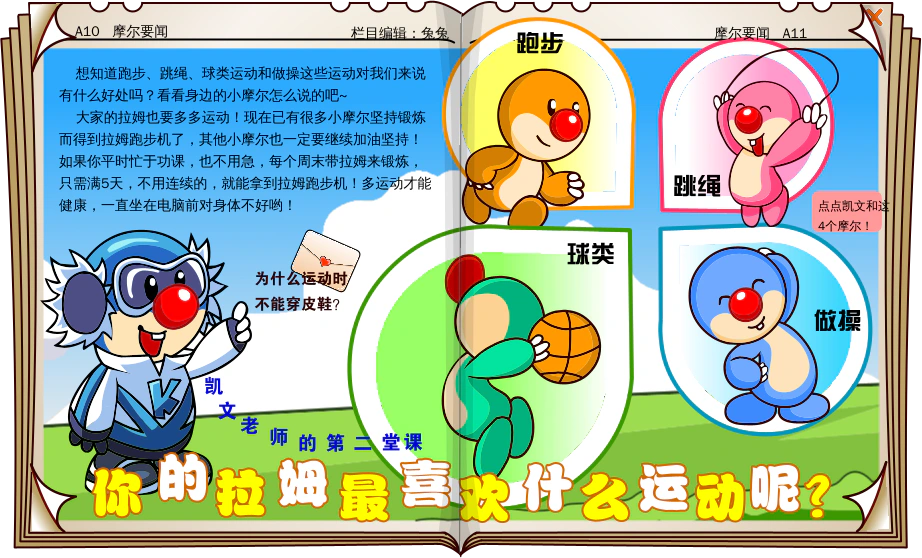 A10 摩尔要闻
栏目编辑：兔兔
摩尔要闻 A11
想知道跑步、跳绳、球类运动和做操这些运动对我们来说
有什么好处吗？看看身边的小摩尔怎么说的吧~
大家的拉姆也要多多运动！现在已有很多小摩尔坚持锻炼
而得到拉姆跑步机了，其他小摩尔也一定要继续加油坚持！
如果你平时忙于功课，也不用急，每个周末带拉姆来锻炼，
只需满5天，不用连续的，就能拿到拉姆跑步机！多运动才能
健康，一直坐在电脑前对身体不好哟！
为什么运动时
不能穿皮鞋?
K
凯文老师的第二堂课
跑步
跳绳
点点凯文和这
4个摩尔！
球类
做操
你的拉姆最喜欢什么运动呢?